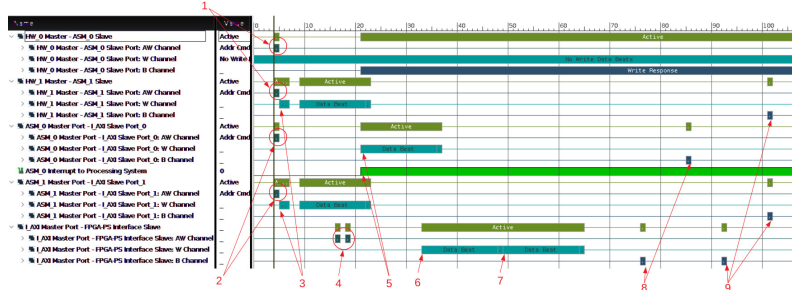 Name Value 0 10 20 30 40 50 60 70 80 90 100
1
HW_0 Master - ASM_0 Slave Active Active
HW_0 Master - ASM_0 Slave Port: AW Channel Addr Cmd
HW_0 Master - ASM_0 Slave Port: W Channel No Write No Write Data Beats
HW_0 Master - ASM_0 Slave Port: B Channel _ Write Response
HW_1 Master - ASM_1 Slave Active Active
HW_1 Master - ASM_1 Slave Port: AW Channel Addr Cmd
HW_1 Master - ASM_1 Slave Port: W Channel _ Data Beat
HW_1 Master - ASM_1 Slave Port: B Channel _
ASM_0 Master Port - I_AXI Slave Port_0 Active Active
ASM_0 Master Port - I_AXI Slave Port_0: AW Channel Addr Cmd
ASM_0 Master Port - I_AXI Slave Port_0: W Channel _ Data Beat
ASM_0 Master Port - I_AXI Slave Port_0: B Channel _
ASM_0 Interrupt to Processing System 0
ASM_1 Master Port - I_AXI Slave Port_1 Active Active
ASM_1 Master Port - I_AXI Slave Port_1: AW Channel Addr Cmd
ASM_1 Master Port - I_AXI Slave Port_1: W Channel _ Data Beat
ASM_1 Master Port - I_AXI Slave Port_1: B Channel _
I_AXI Master Port - FPGA-PS Interface Slave _ Active
I_AXI Master Port - FPGA-PS Interface Slave: AW Channel _
I_AXI Master Port - FPGA-PS Interface Slave: W Channel _ Data Beat Data Beat
I_AXI Master Port - FPGA-PS Interface Slave: B Channel _
2 3 4 5 6 7 8 9